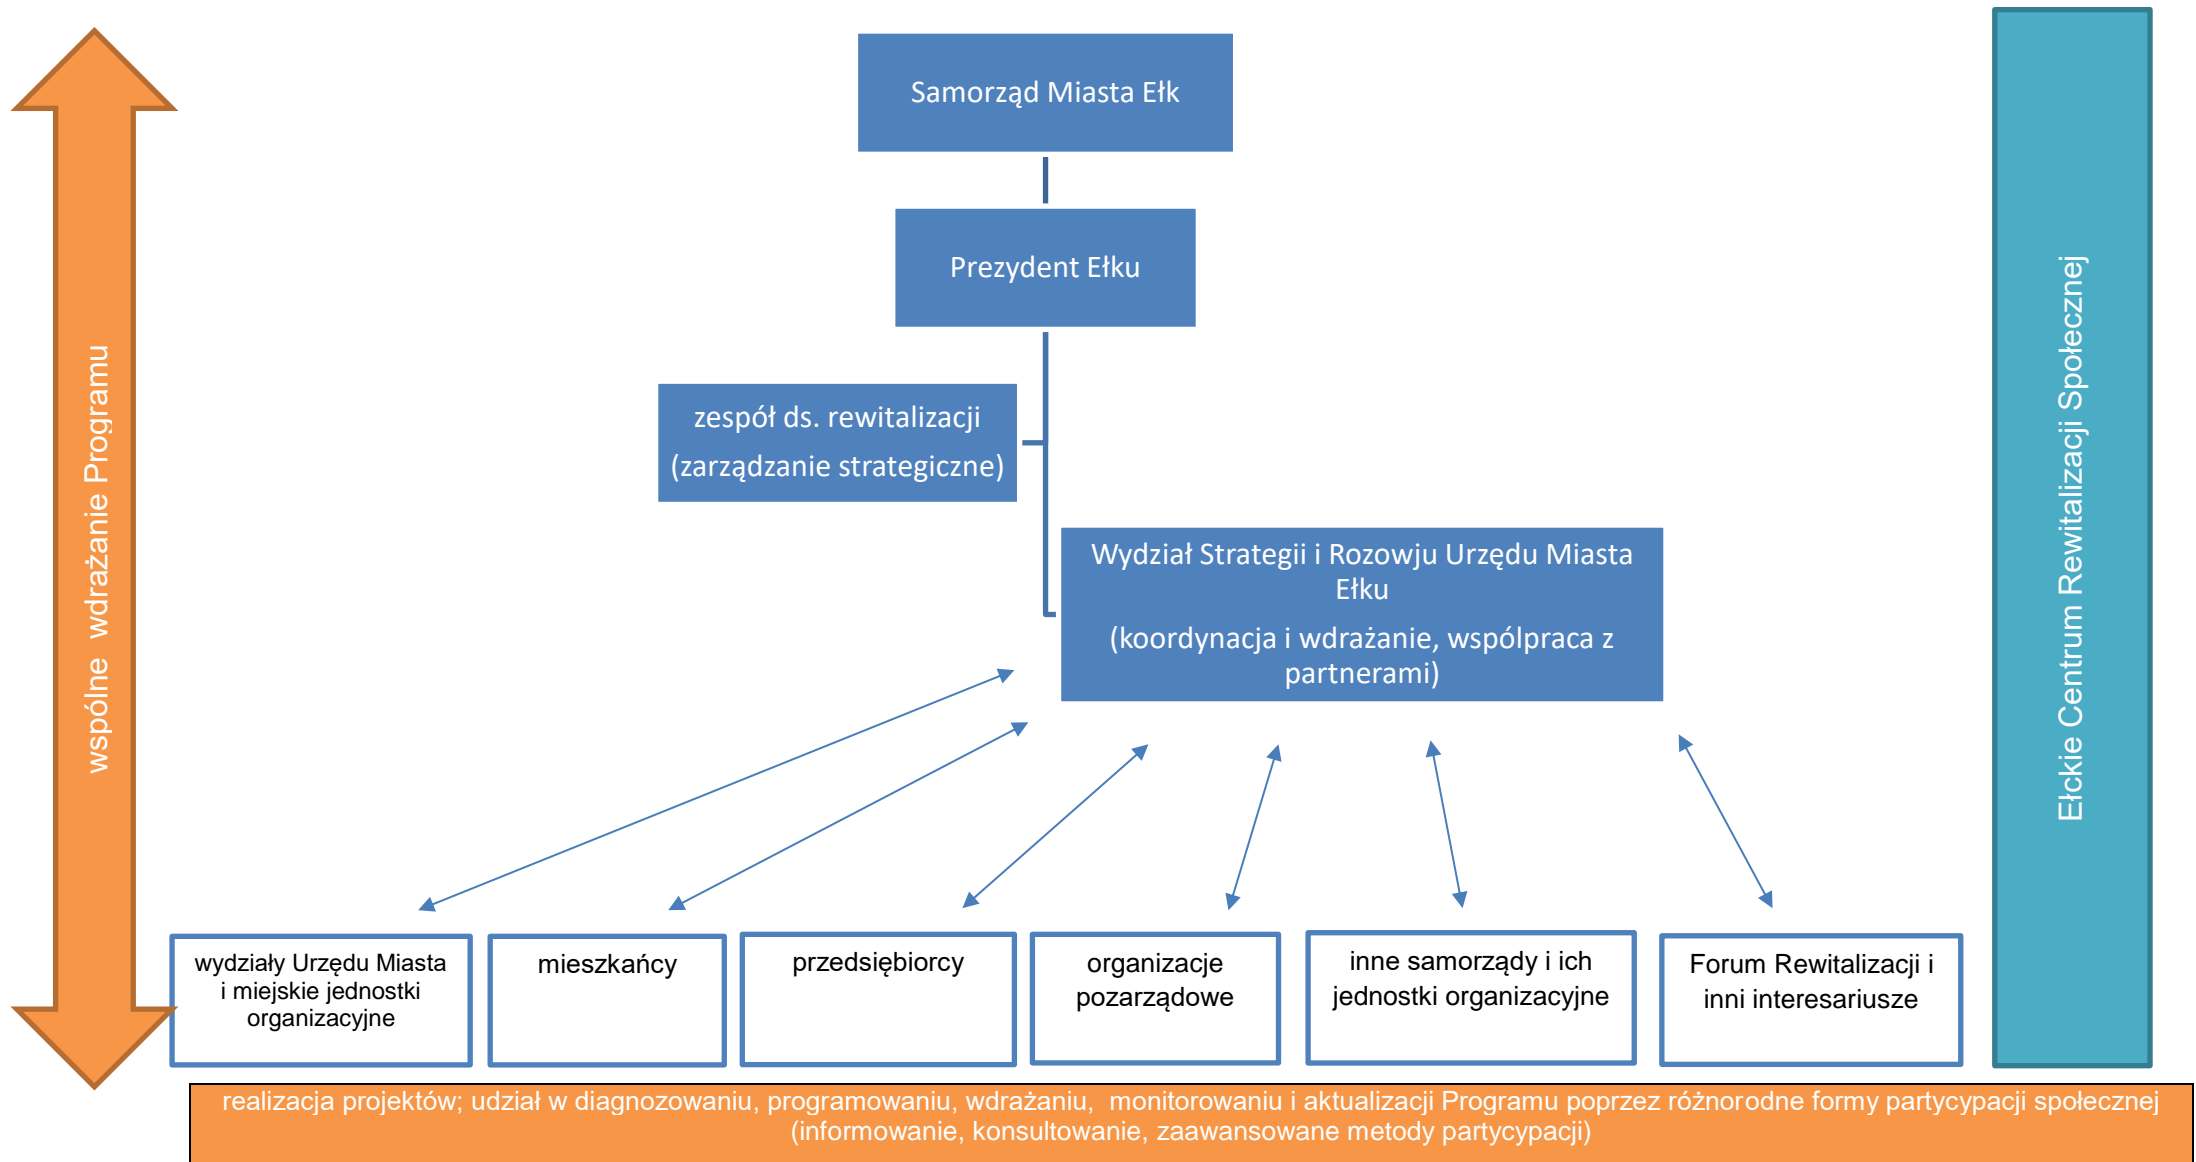 Samorząd Miasta Ełk
Prezydent Ełku
zespół ds. rewitalizacji
(zarządzanie strategiczne)
Wydział Strategii i Rozowju Urzędu Miasta
Ełku
(koordynacja i wdrażanie, wspólpraca z
partnerami)
wspólne wdrażanie Programu
Ełckie Centrum Rewitalizacji Społecznej
wydziały Urzędu Miasta
i miejskie jednostki
organizacyjne
mieszkańcy
przedsiębiorcy
organizacje
pozarządowe
inne samorządy i ich
jednostki organizacyjne
Forum Rewitalizacji i
inni interesariusze
realizacja projektów; udział w diagnozowaniu, programowaniu, wdrażaniu, monitorowaniu i aktualizacji Programu poprzez różnorodne formy partycypacji społecznej
(informowanie, konsultowanie, zaawansowane metody partycypacji)